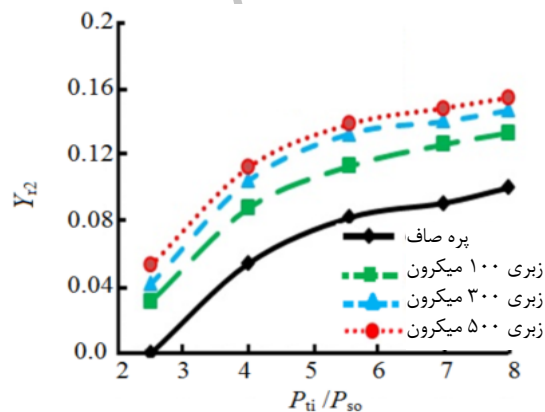 0.2
0.16
0.12
0.08
0.04
0.0
Y_r2
پره صاف
زبری ۱۰۰ میکرون
زبری ۳۰۰ میکرون
زبری ۵۰۰ میکرون
2 3 4 5 6 7 8
P_ti /P_so